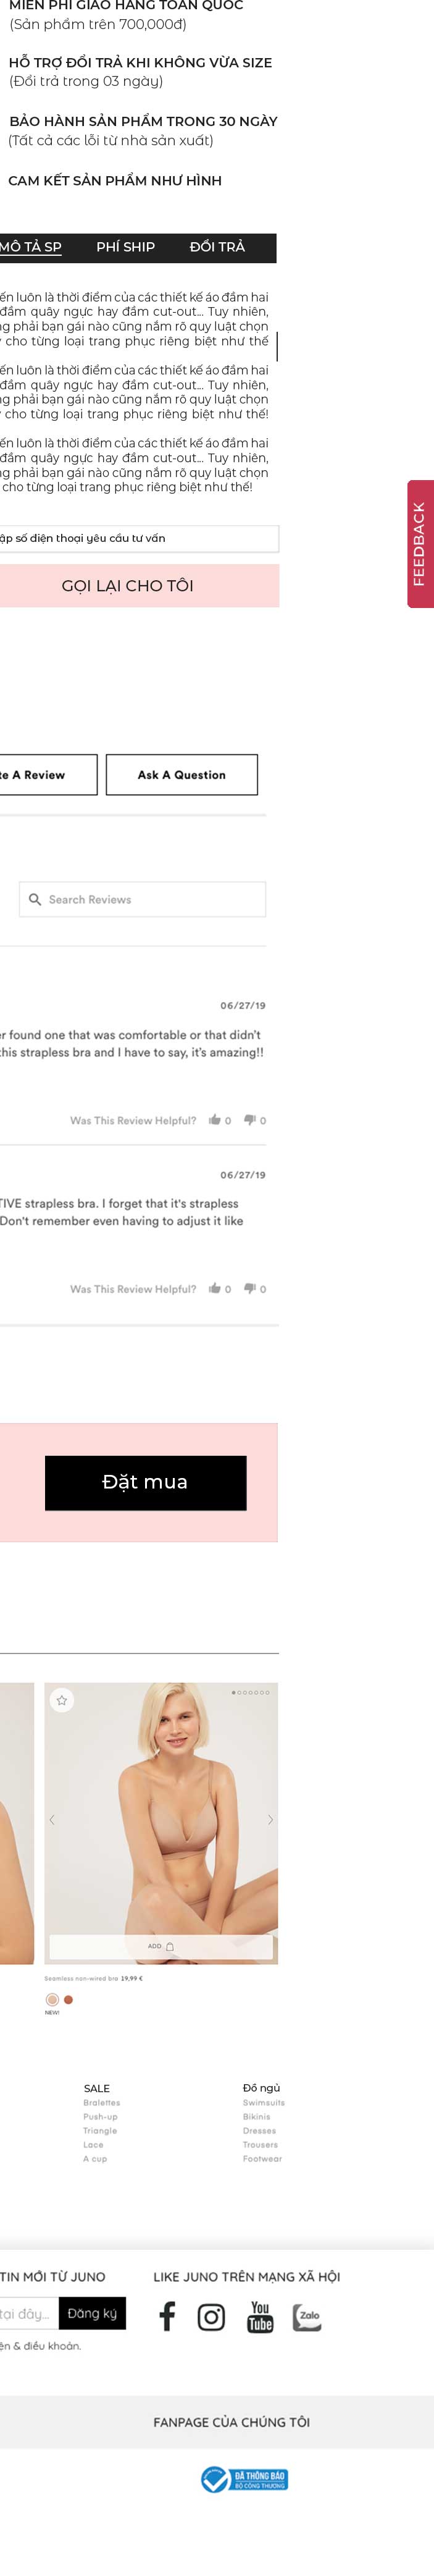 MIỄN PHÍ GIAO HÀNG TOÀN QUỐC
(Sản phẩm trên 700,000đ)
HỖ TRỢ ĐỔI TRẢ KHI KHÔNG VỪA SIZE
(Đổi trả trong 03 ngày)
BẢO HÀNH SẢN PHẨM TRONG 30 NGÀY
(Tất cả các lỗi từ nhà sản xuất)
CAM KẾT SẢN PHẨM NHƯ HÌNH
MÔ TẢ SP PHÍ SHIP ĐỔI TRẢ
luôn là thời điểm của các thiết kế áo đầm hai
đầm quây ngực hay đầm cut-out... Tuy nhiên,
phải bạn gái nào cũng nắm rõ quy luật chọn
cho từng loại trang phục riêng biệt như thế
luôn là thời điểm của các thiết kế áo đầm hai
đầm quây ngực hay đầm cut-out... Tuy nhiên,
phải bạn gái nào cũng nắm rõ quy luật chọn
cho từng loại trang phục riêng biệt như thế!
luôn là thời điểm của các thiết kế áo đầm hai
đầm quây ngực hay đầm cut-out... Tuy nhiên,
phải bạn gái nào cũng nắm rõ quy luật chọn
cho từng loại trang phục riêng biệt như thế!
FEEDBACK
số điện thoại yêu cầu tư vấn
GỌI LẠI CHO TÔI
A Review
Ask A Question
Search Reviews
06/27/19
found one that was comfortable or that didn't
this strapless bra and I have to say, it's amazing!!
Was This Review Helpful? 0 0
06/27/19
strapless bra. I forget that it's strapless
Don't remember even having to adjust it like
Was This Review Helpful? 0 0
Đặt mua
ADD
Seamless non-wired bra 19,99 €
NEW!
SALE
Bralettes
Push-up
Triangle
Lace
A cup
Đồ ngủ
Swimsuits
Bikinis
Dresses
Trousers
Footwear
TIN MỚI TỪ JUNO
tại đây... Đăng ký
& điều khoản.
LIKE JUNO TRÊN MẠNG XÃ HỘI
You Tube
Zalo
FANPAGE CỦA CHÚNG TÔI
ĐÃ THÔNG BÁO
BỘ CÔNG THƯƠNG